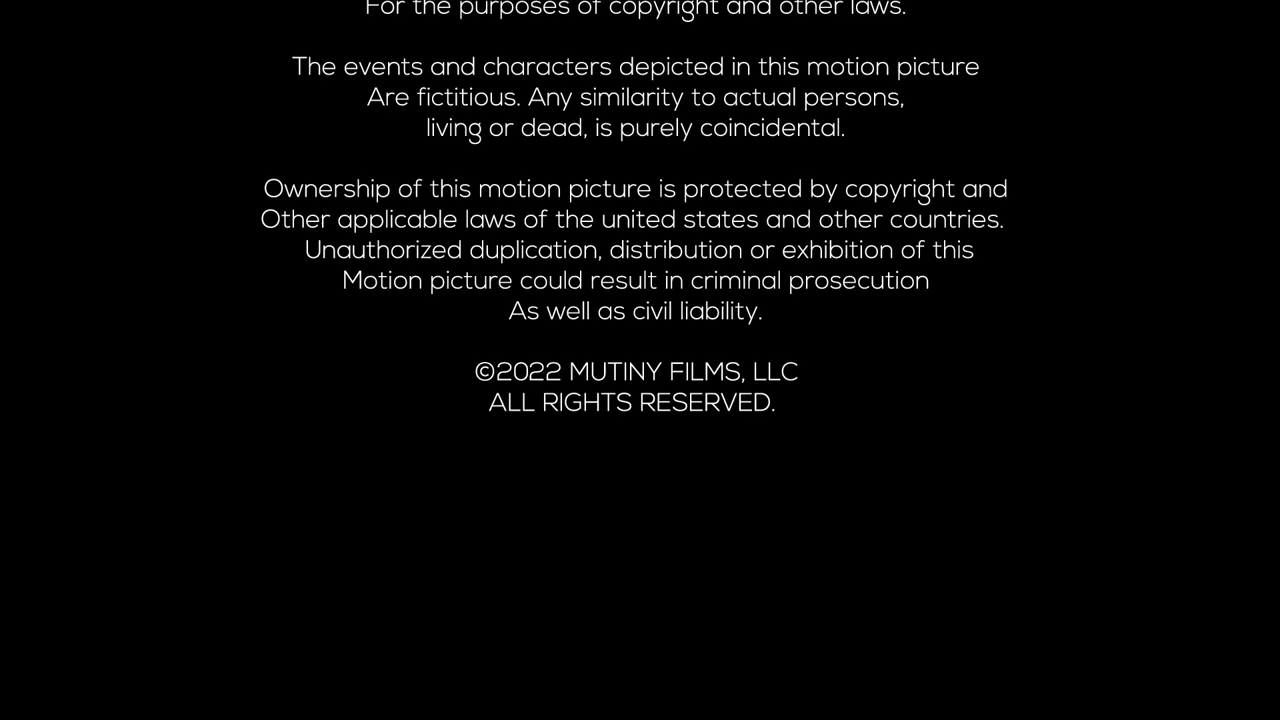 For the purposes of copyright and other laws.
The events and characters depicted in this motion picture
Are fictitious. Any similarity to actual persons,
living or dead, is purely coincidental.
Ownership of this motion picture is protected by copyright and
Other applicable laws of the united states and other countries.
Unauthorized duplication, distribution or exhibition of this
Motion picture could result in criminal prosecution
As well as civil liability.
©2022 MUTINY FILMS, LLC
ALL RIGHTS RESERVED.